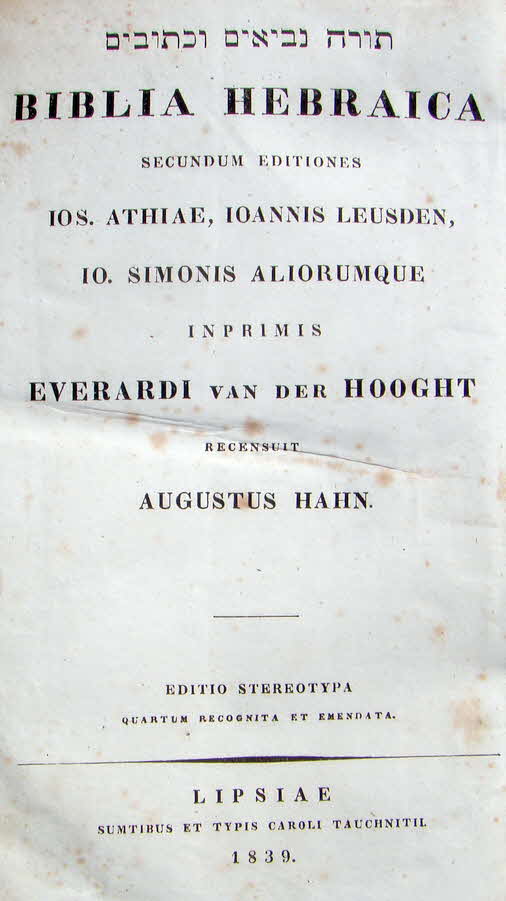 תורה נביאים וכתובים
BIBLIA HEBRAICA
SECUNDUM EDITIONES
IOS. ATHIAE, IOANNIS LEUSDEN,
IO. SIMONIS ALIORUMQUE
INPRIMIS
EVERARDI VAN DER HOOGHT
RECENSUIT
AUGUSTUS HAHN.
EDITIO STEREOTYPA
QUARTUM RECOGNITA ET EMENDATA.
LIPSIAE
SUMTIBUS ET TYPIS CAROLI TAUCHNITII.
1839.